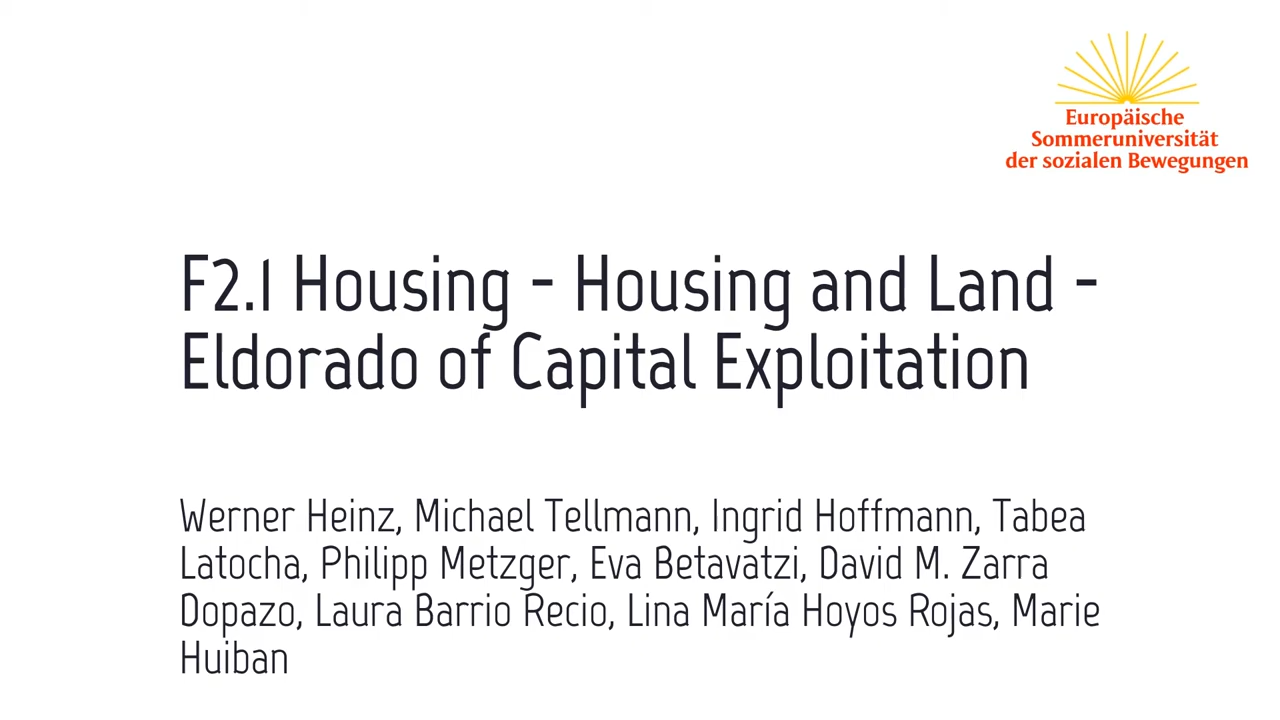 Europäische
Sommeruniversität
der sozialen Bewegungen
F2.1 Housing - Housing and Land -
Eldorado of Capital Exploitation
Werner Heinz, Michael Tellmann, Ingrid Hoffmann, Tabea
Latocha, Philipp Metzger, Eva Betavatzi, David M. Zarra
Dopazo, Laura Barrio Recio, Lina María Hoyos Rojas, Marie
Huiban